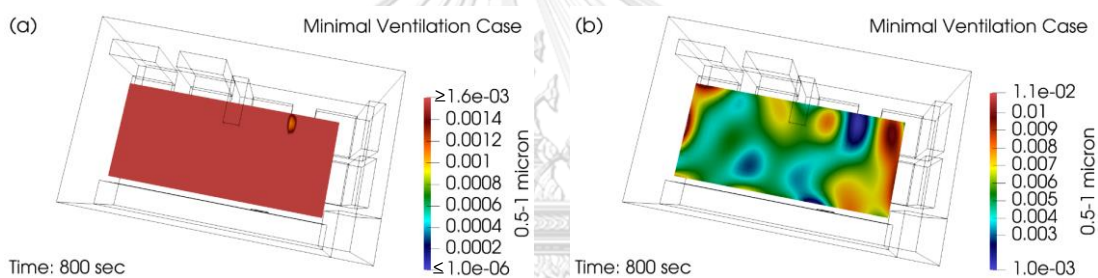 (a)
Minimal Ventilation Case
≥1.6e-03
0.0014
0.0012
0.001
0.0008
0.0006
0.0004
0.0002
≤1.0e-06
0.5-1 micron
Time: 800 sec
(b)
Minimal Ventilation Case
1.1e-02
0.01
0.009
0.008
0.007
0.006
0.005
0.004
0.003
1.0e-03
0.5-1 micron
Time: 800 sec